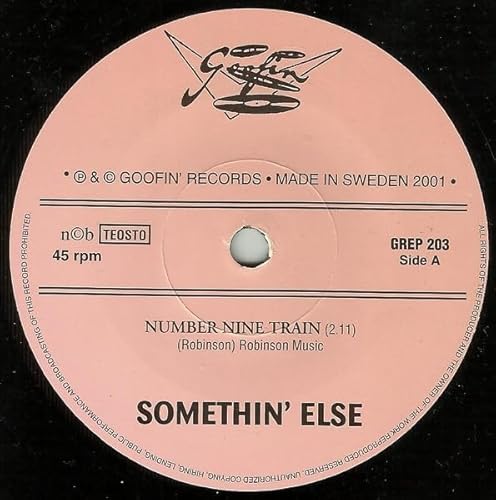 Goofin'
• ℗ & © GOOFIN' RECORDS • MADE IN SWEDEN 2001 •
n©b TEOSTO
45 rpm
GREP 203
Side A
NUMBER NINE TRAIN (2.11)
(Robinson) Robinson Music
SOMETHIN' ELSE
ALL RIGHTS OF THE PRODUCER AND THE OWNER OF THE WORK REPRODUCED RESERVED. UNAUTHORIZED COPYING, HIRING, LENDING, PUBLIC PERFORMANCE AND BROADCASTING OF THIS RECORD PROHIBITED.